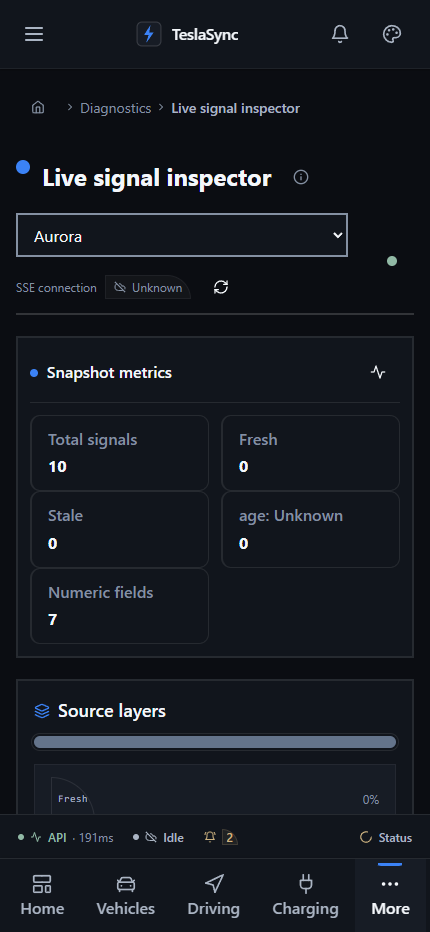 TeslaSync
Diagnostics > Live signal inspector
Live signal inspector
Aurora
SSE connection Unknown
Snapshot metrics
Total signals
10
Fresh
0
Stale
0
age: Unknown
0
Numeric fields
7
Source layers
Fresh 0%
API · 191ms Idle 2 Status
Home Vehicles Driving Charging More